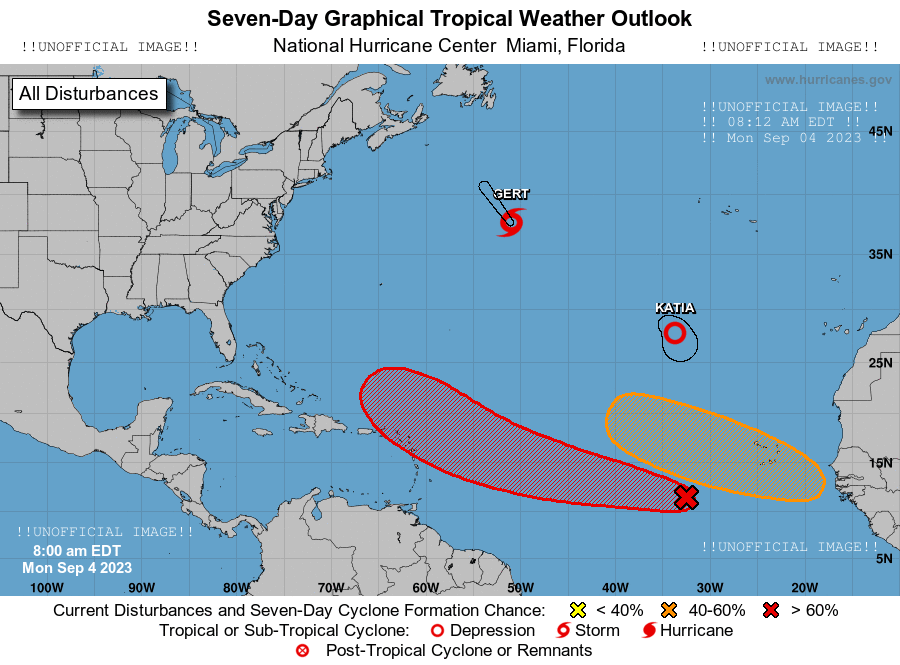 Seven-Day Graphical Tropical Weather Outlook
!!UNOFFICIAL IMAGE!! National Hurricane Center Miami, Florida !!UNOFFICIAL IMAGE!!
www.hurricanes.gov
All Disturbances
!!UNOFFICIAL IMAGE!!
!! 08:12 AM EDT !!
!! Mon Sep 04 2023 !!
45N
GERT
35N
KATIA
25N
15N
!!UNOFFICIAL IMAGE!!
!!UNOFFICIAL IMAGE!!
8:00 am EDT
Mon Sep 4 2023
5N
100W 90W 80W 70W 60W 50W 40W 30W 20W
Current Disturbances and Seven-Day Cyclone Formation Chance: < 40% 40-60% > 60%
Tropical or Sub-Tropical Cyclone: Depression Storm Hurricane
Post-Tropical Cyclone or Remnants